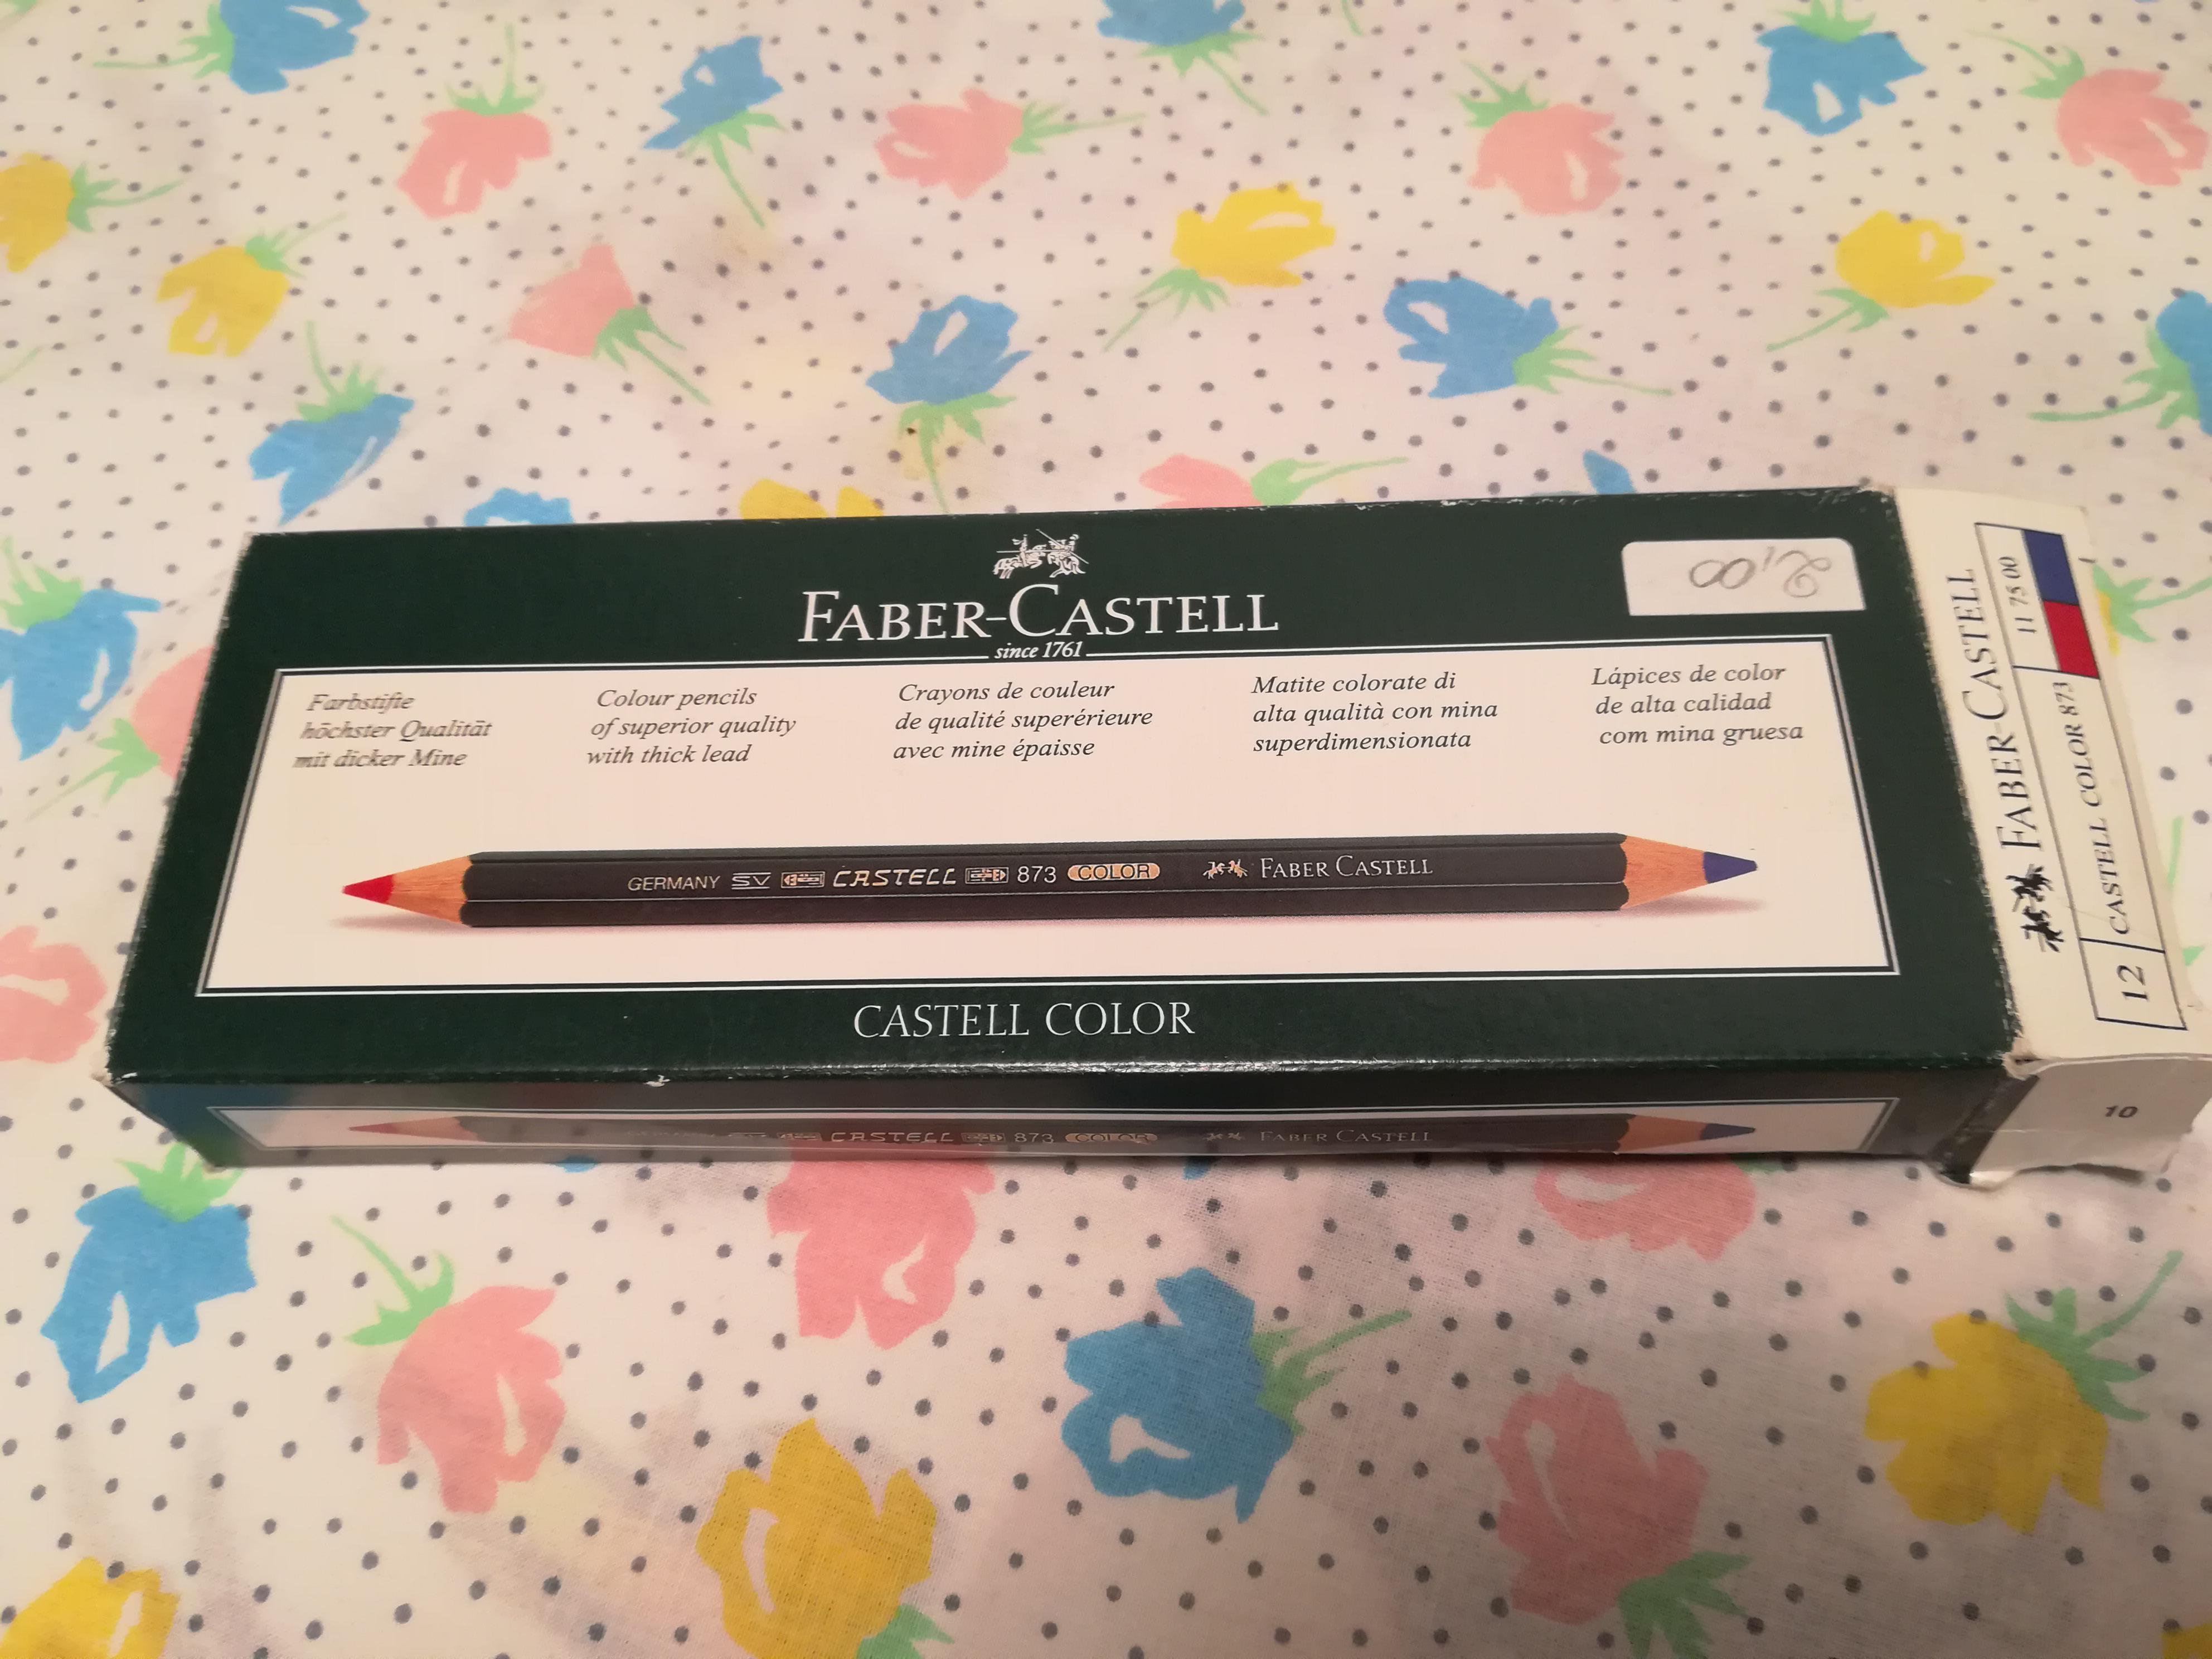 FABER-CASTELL
since 1761
Farbstifte
höchster Qualität
mit dicker Mine
Colour pencils
of superior quality
with thick lead
Crayons de couleur
de qualité superérieure
avec mine épaisse
Matite colorate di
alta qualità con mina
superdimensionata
Lápices de color
de alta calidad
com mina gruesa
GERMANY SV CASTELL 873 COLOR FABER CASTELL
CASTELL COLOR
CASTELL 873 COLOR FABER CASTELL
FABER-CASTELL
12 CASTELL COLOR 873 11 75 00
10